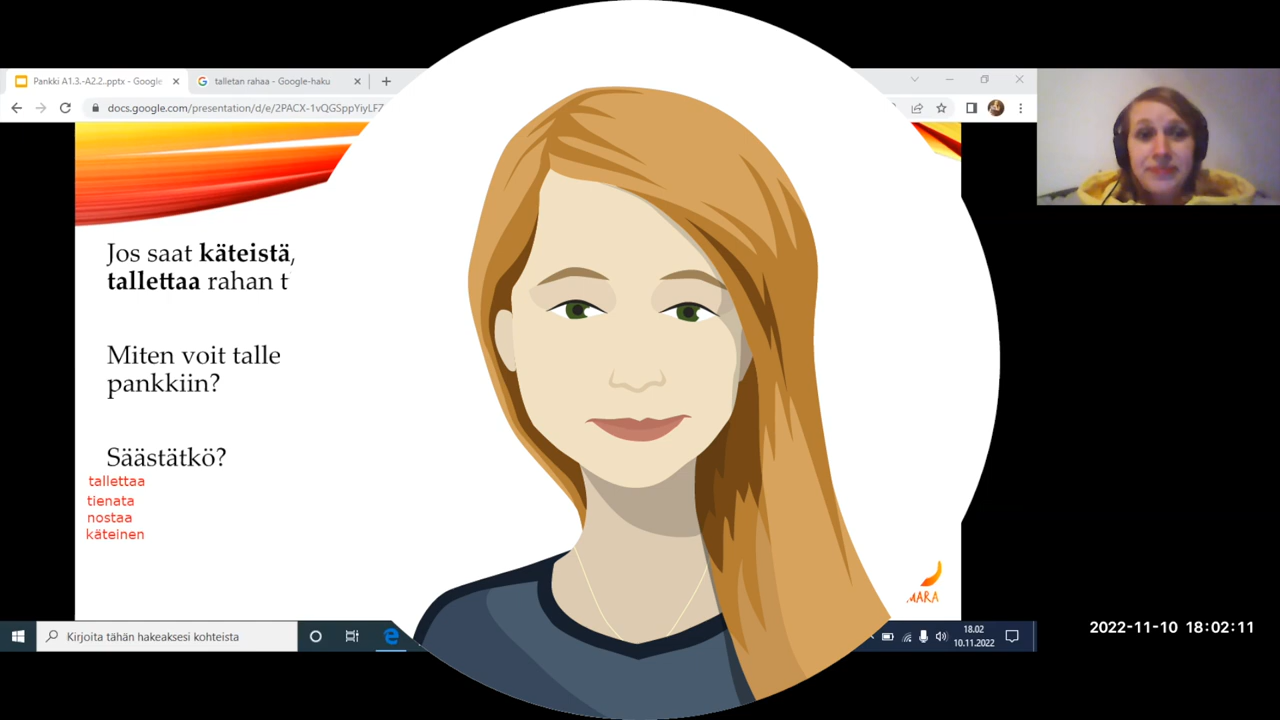 Pankki A1.3.-A2.2..pptx - Google
talletan rahaa - Google-haku
docs.google.com/presentation/d/e/2PACX-1vQGSppYiyLFZ
Jos saat käteistä,
tallettaa rahan t
Miten voit talle
pankkiin?
Säästätkö?
tallettaa
tienata
nostaa
käteinen
MARA
Kirjoita tähän hakeaksesi kohteista
18.02
10.11.2022
2022-11-10 18:02:11